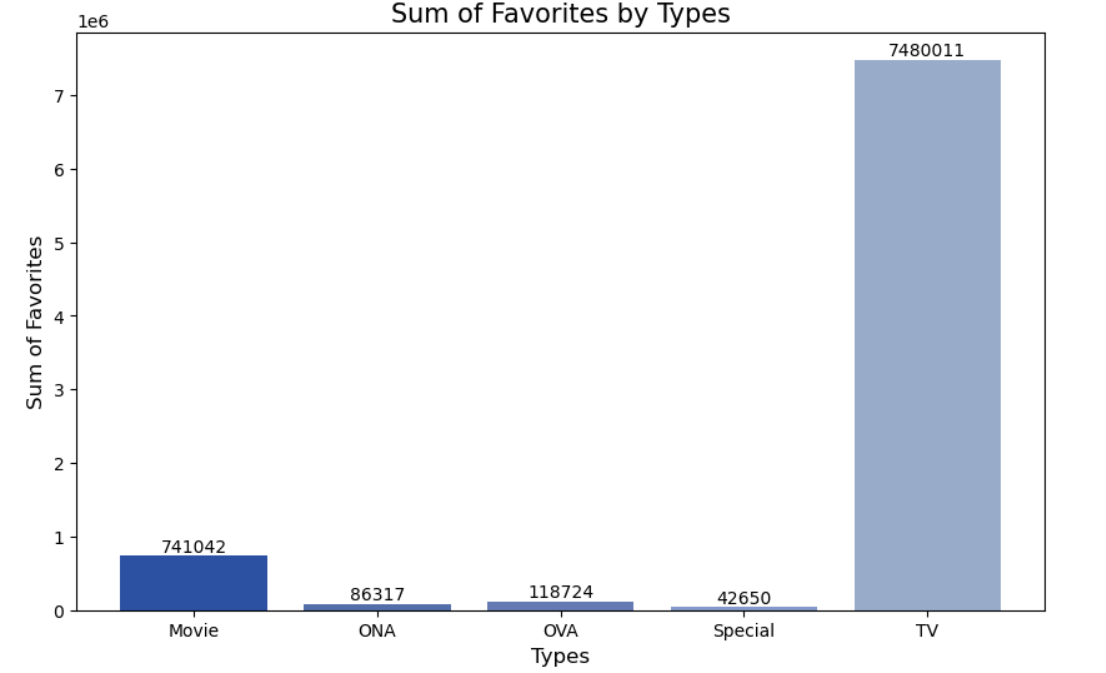 Sum of Favorites by Types
1e6
7480011
7
6
5
4
3
2
1
0
Sum of Favorites
741042
86317
118724
42650
Movie
ONA
OVA
Special
TV
Types